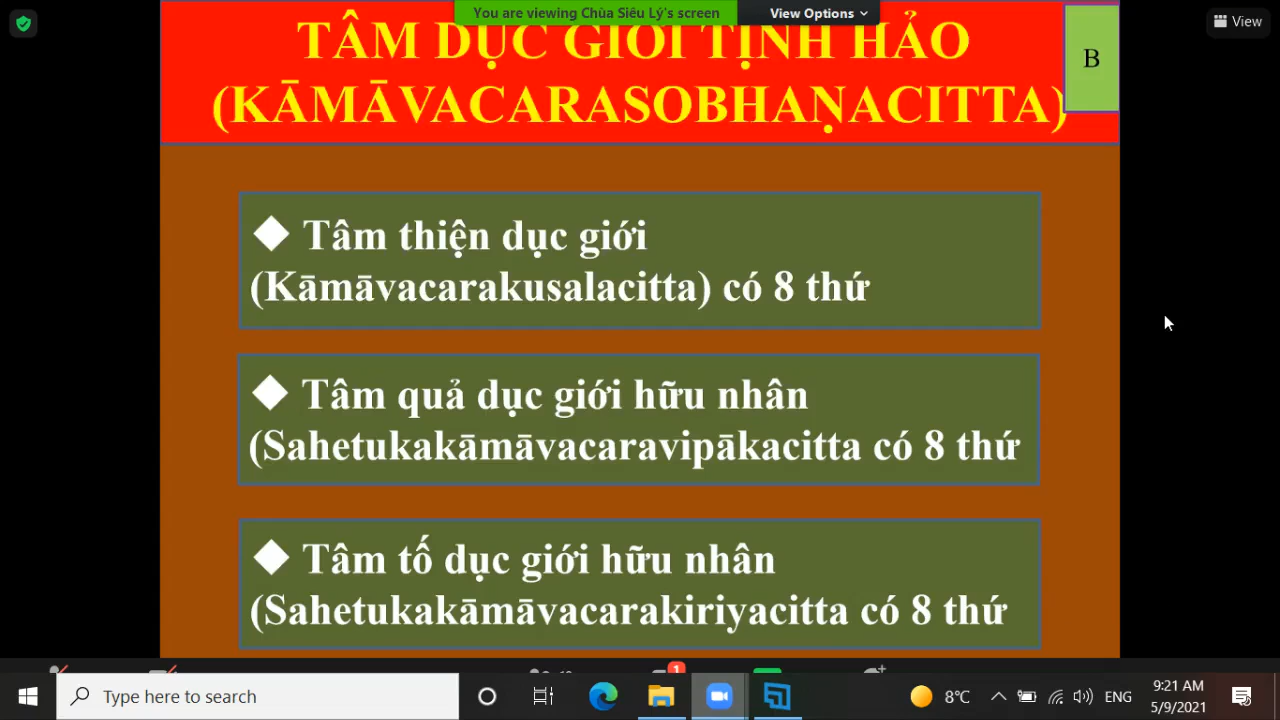 You are viewing Chùa Siêu Lý's screen
View Options
View
TÂM DỤC GIỚI TỊNH HẢO
(KĀMĀVACARASOBHAṆACITTA)
B
◆ Tâm thiện dục giới
(Kāmāvacarakusalacitta) có 8 thứ
◆ Tâm quả dục giới hữu nhân
(Sahetukakāmāvacaravipākacitta có 8 thứ
◆ Tâm tố dục giới hữu nhân
(Sahetukakāmāvacarakiriyacitta có 8 thứ
1
Type here to search
8°C
ENG
9:21 AM
5/9/2021